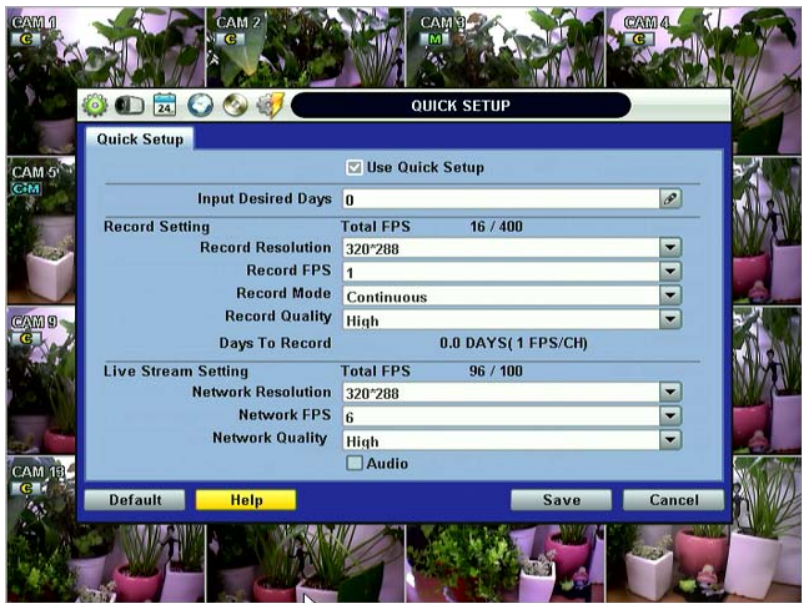 CAM 1
C
CAM 2
C
CAM 3
M
CAM 4
C
24
QUICK SETUP
Quick Setup
Use Quick Setup
CAM 5
C+M
Input Desired Days 0
Record Setting Total FPS 16 / 400
Record Resolution 320*288
Record FPS 1
Record Mode Continuous
CAM 9
C
Record Quality High
Days To Record 0.0 DAYS( 1 FPS/CH)
Live Stream Setting Total FPS 96 / 100
Network Resolution 320*288
Network FPS 6
Network Quality High
Audio
CAM 13
C
Default Help Save Cancel